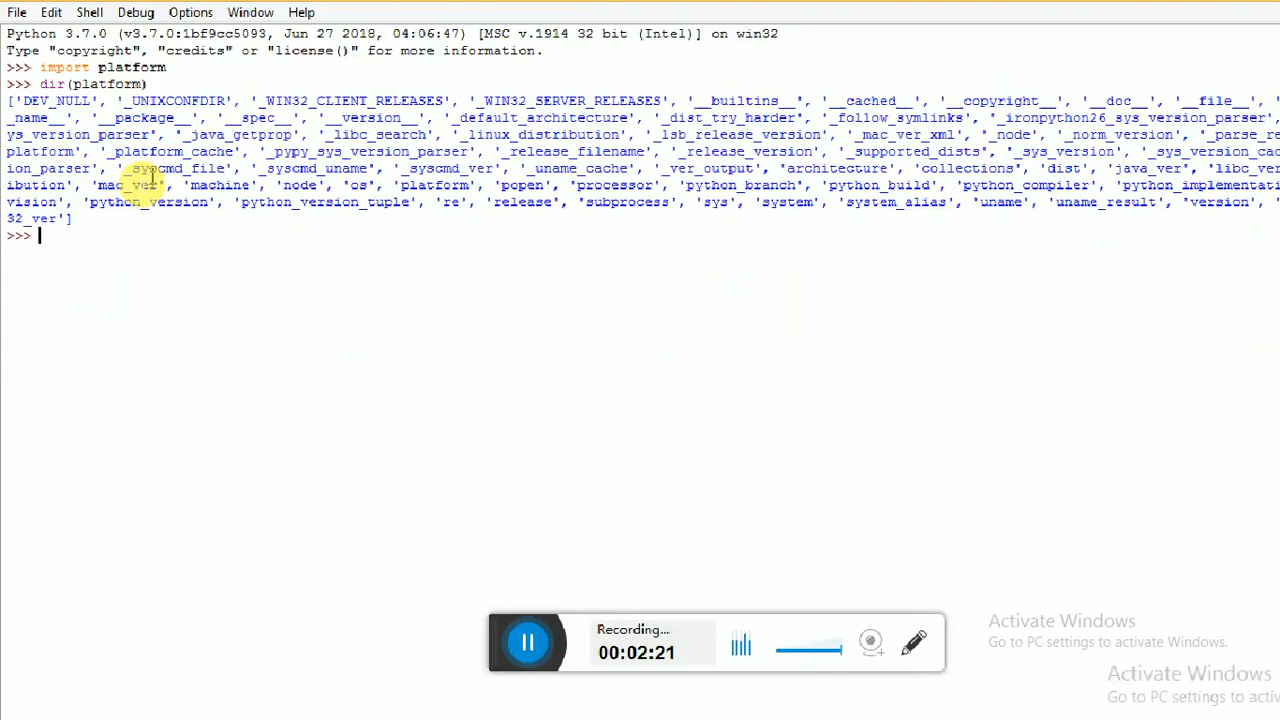 File Edit Shell Debug Options Window Help
Python 3.7.0 (v3.7.0:1bf9cc5093, Jun 27 2018, 04:06:47) [MSC v.1914 32 bit (Intel)] on win32
Type "copyright", "credits" or "license()" for more information.
>>> import platform
>>> dir(platform)
['DEV_NULL', '_UNIXCONFDIR', '_WIN32_CLIENT_RELEASES', '_WIN32_SERVER_RELEASES', '__builtins__', '__cached__', '__copyright__', '__doc__', '__file__', '
_name__', '__package__', '__spec__', '__version__', '_default_architecture', '_dist_try_harder', '_follow_symlinks', '_ironpython26_sys_version_parser',
ys_version_parser', '_java_getprop', '_libc_search', '_linux_distribution', '_lsb_release_version', '_mac_ver_xml', '_node', '_norm_version', '_parse_re
platform', '_platform_cache', '_pypy_sys_version_parser', '_release_filename', '_release_version', '_supported_dists', '_sys_version', '_sys_version_cac
ion_parser', '_syscmd_file', '_syscmd_uname', '_syscmd_ver', '_uname_cache', '_ver_output', 'architecture', 'collections', 'dist', 'java_ver', 'libc_ver
ibution', 'mac_ver', 'machine', 'node', 'os', 'platform', 'popen', 'processor', 'python_branch', 'python_build', 'python_compiler', 'python_implementati
vision', 'python_version', 'python_version_tuple', 're', 'release', 'subprocess', 'sys', 'system', 'system_alias', 'uname', 'uname_result', 'version', '
32_ver']
>>>
Recording...
00:02:21
Activate Windows
Go to PC settings to activate Windows.
Activate Windows
Go to PC settings to activ